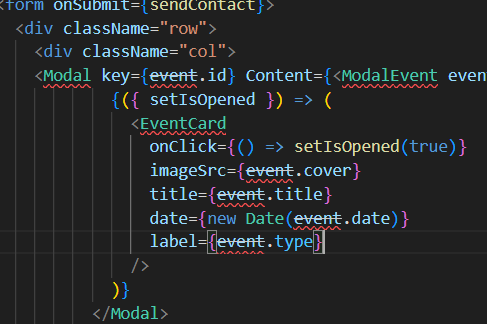 <form onSubmit={sendContact}>
<div className="row">
<div className="col">
<Modal key={event.id} Content={<ModalEvent even
{({ setIsOpened }) => (
<EventCard
onClick={() => setIsOpened(true)}
imageSrc={event.cover}
title={event.title}
date={new Date(event.date)}
label={event.type}
/>
)}
</Modal>